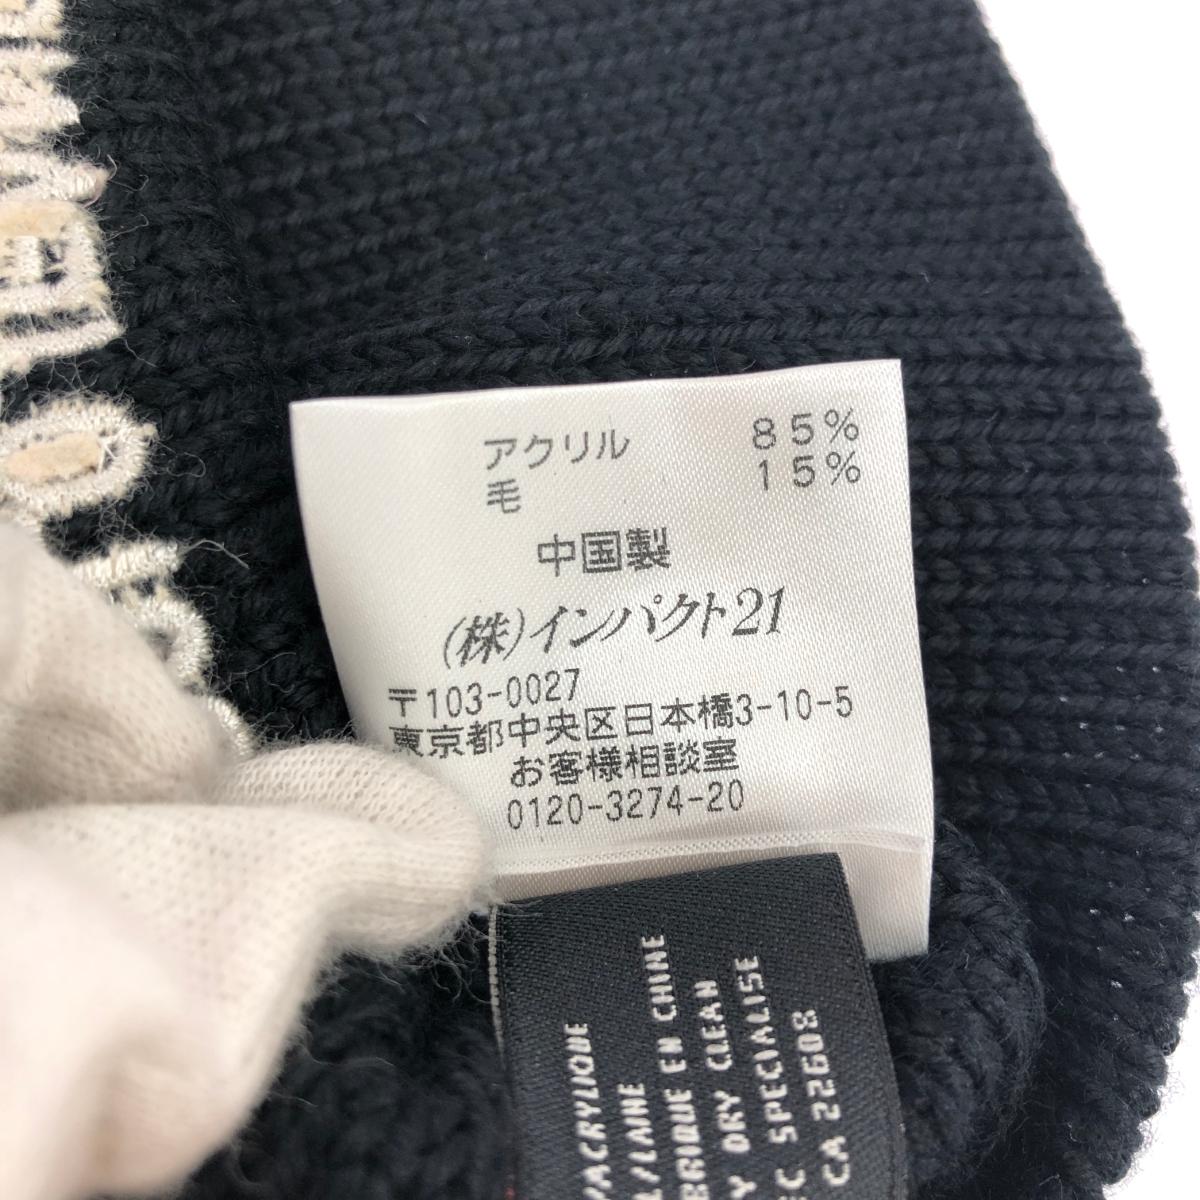 アクリル 85%
毛 15%
中国製
(株)インパクト21
〒103-0027
東京都中央区日本橋3-10-5
お客様相談室
0120-3274-20
/ACRYLIQUE
/LAINE
EN CHINE
DRY CLEAN
SPECIALISE
CA 22608